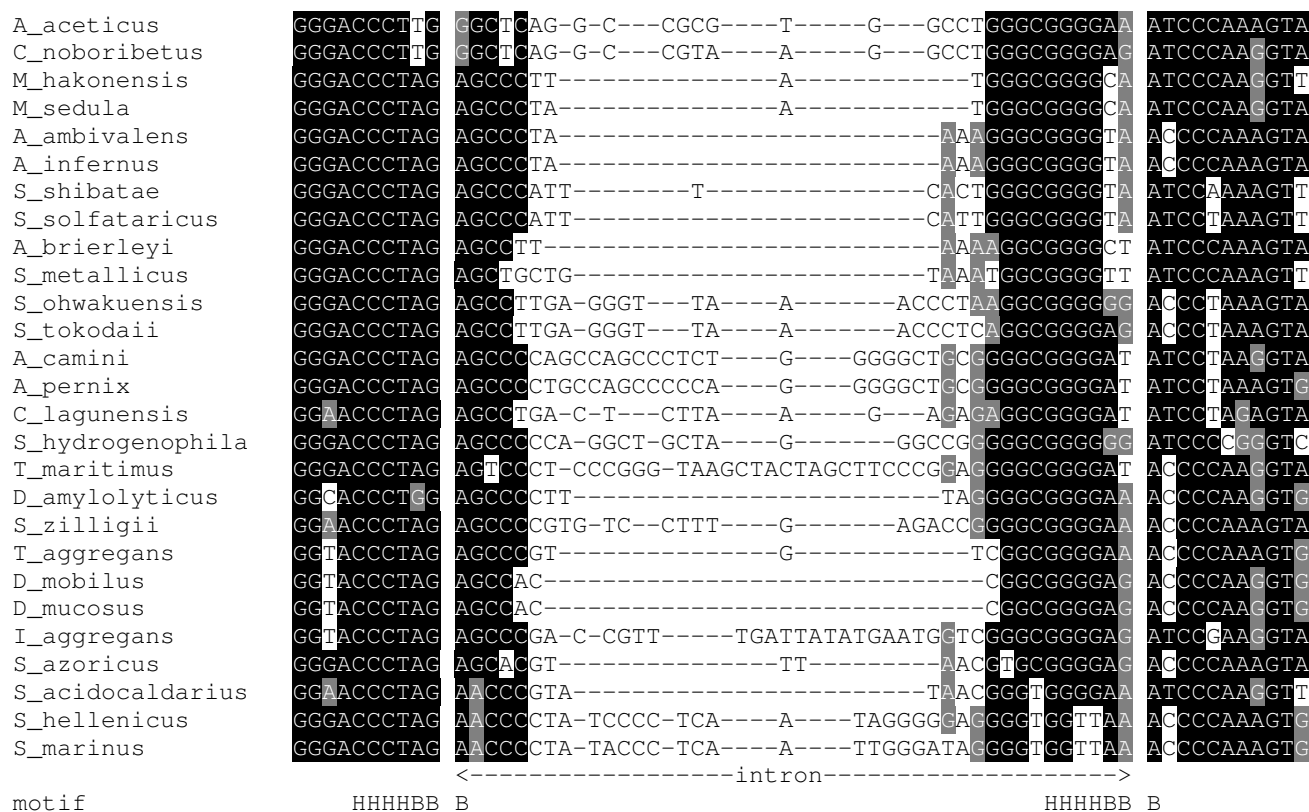 A_aceticus GGGACCCTTG GGCTCAG-G-C---CGCG----T-----G---GCCTGGGCGGGGAA ATCCCAAAGTA
C_noboribetus GGGACCCTTG GGCTCAG-G-C---CGTA----A-----G---GCCTGGGCGGGGAG ATCCCAAGGTA
M_hakonensis GGGACCCTAG AGCCCTT---------------A------------TGGGCGGGGCA ATCCCAAGGTT
M_sedula GGGACCCTAG AGCCCTA---------------A------------TGGGCGGGGCA ATCCCAAGGTA
A_ambivalens GGGACCCTAG AGCCCTA--------------------------AAAGGGCGGGGTA ACCCCAAAGTA
A_infernus GGGACCCTAG AGCCCTA--------------------------AAAGGGCGGGGTA ACCCCAAAGTA
S_shibatae GGGACCCTAG AGCCCATT--------T---------------CACTGGGCGGGGTA ATCCAAAAGTT
S_solfataricus GGGACCCTAG AGCCCATT------------------------CATTGGGCGGGGTA ATCCTAAAGTT
A_brierleyi GGGACCCTAG AGCCTT---------------------------AAAAGGCGGGGCT ATCCCAAAGTA
S_metallicus GGGACCCTAG AGCTGCTG------------------------TAAATGGCGGGGTT ATCCCAAAGTT
S_ohwakuensis GGGACCCTAG AGCCTTGA-GGGT---TA----A-------ACCCTAAGGCGGGGGG ACCCTAAAGTA
S_tokodaii GGGACCCTAG AGCCTTGA-GGGT---TA----A-------ACCCTCAGGCGGGGAG ACCCTAAAGTA
A_camini GGGACCCTAG AGCCCCAGCCAGCCCTCT----G----GGGGCTGCGGGGCGGGGAT ATCCTAAGGTA
A_pernix GGGACCCTAG AGCCCCTGCCAGCCCCCA----G----GGGGCTGCGGGGCGGGGAT ATCCTAAAGTG
C_lagunensis GGAACCCTAG AGCCTGA-C-T---CTTA----A-----G---AGAGAGGCGGGGAT ATCCTAGAGTA
S_hydrogenophila GGGACCCTAG AGCCCCCA-GGCT-GCTA----G-------GGCCGGGGGCGGGGGG ATCCCCGGGTC
T_maritimus GGGACCCTAG AGTCCCT-CCCGGG-TAAGCTACTAGCTTCCCGGAGGGGCGGGGAT ACCCCAAGGTA
D_amylolyticus GGCACCCTGG AGCCCCTT-------------------------TAGGGGCGGGGAA ACCCCAAGGTG
S_zilligii GGAACCCTAG AGCCCCGTG-TC--CTTT----G-------AGACCGGGGCGGGGAA ACCCCAAAGTA
T_aggregans GGTACCCTAG AGCCCGT---------------G------------TCGGCGGGGAA ACCCCAAAGTG
D_mobilus GGTACCCTAG AGCCAC------------------------------CGGCGGGGAG ACCCCAAGGTG
D_mucosus GGTACCCTAG AGCCAC------------------------------CGGCGGGGAG ACCCCAAGGTG
I_aggregans GGTACCCTAG AGCCCGA-C-CGTT-----TGATTATATGAATGGTCGGGCGGGGAG ATCCGAAGGTA
S_azoricus GGGACCCTAG AGCACGT---------------TT---------AACGTGCGGGGAG ACCCCAAAGTA
S_acidocaldarius GGAACCCTAG AACCCGTA------------------------TAACGGGTGGGGAA ATCCCAAGGTT
S_hellenicus GGGACCCTAG AACCCCTA-TCCCC-TCA----A----TAGGGGGAGGGGTGGTTAA ACCCCAAAGTG
S_marinus GGGACCCTAG AACCCCTA-TACCC-TCA----A----TTGGGATAGGGGTGGTTAA ACCCCAAAGTG
<------------------intron-------------------->
motif HHHHBB B HHHHBB B